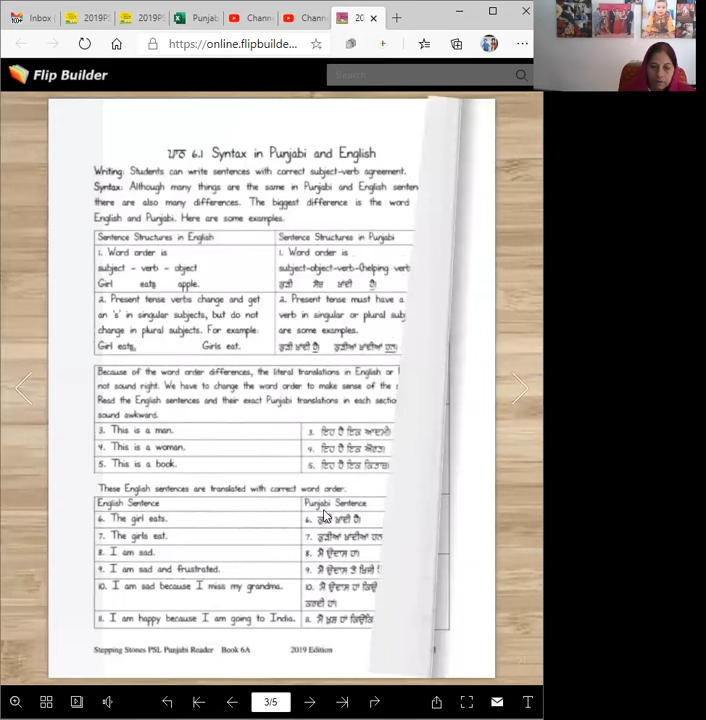 Inbox (
2019P
2019PS
Punjab
Chann
Chann
20
https://online.flipbuilde...
Flip Builder
Search
ਪਾਠ 6.1 Syntax in Punjabi and English
Writing: Students can write sentences with correct subject-verb agreement.
Syntax: Although many things are the same in Punjabi and English senten
there are also many differences. The biggest difference is the word
English and Punjabi. Here are some examples.
Sentence Structures in English
Sentence Structures in Punjabi
1. Word order is
subject - verb - object
Girl eats apple.
1. Word order is
subject-object-verb-(helping verb
ਕੁੜੀ ਸੇਬ ਖਾਂਦੀ ਹੈ।
2. Present tense verbs change and get
an 's' in singular subjects, but do not
change in plural subjects. For example:
Girl eats, Girls eat.
2. Present tense must have a
verb in singular or plural subj
are some examples.
ਕੁੜੀ ਖਾਂਦੀ ਹੈ। ਕੁੜੀਆਂ ਖਾਂਦੀਆਂ ਹਨ।
Because of the word order differences, the literal translations in English or
not sound right. We have to change the word order to make sense of the
Read the English sentences and their exact Punjabi translations in each sectio
sound awkward.
3. This is a man.
3. ਇਹ ਹੈ ਇਕ ਆਦਮੀ
4. This is a woman.
4. ਇਹ ਹੈ ਇਕ ਔਰਤ।
5. This is a book.
5. ਇਹ ਹੈ ਇਕ ਕਿਤਾਬ।
These English sentences are translated with correct word order.
English Sentence
Punjabi Sentence
6. The girl eats.
6. ਕੁੜੀ ਖਾਂਦੀ ਹੈ।
7. The girls eat.
7. ਕੁੜੀਆਂ ਖਾਂਦੀਆਂ ਹਨ
8. I am sad.
8. ਮੈਂ ਉਦਾਸ ਹਾਂ
9. I am sad and frustrated.
9. ਮੈਂ ਉਦਾਸ ਤੇ
10. I am sad because I miss my grandma.
10. ਮੈਂ ਉਦਾਸ ਹਾਂ ਕਿਉਂ
ਕਰਦੀ ਹਾਂ।
11. I am happy because I am going to India.
11. ਮੈਂ ਖੁਸ਼ ਹਾਂ ਕਿਉਂਕਿ
Stepping Stones PSL Punjabi Reader Book 6A 2019 Edition
3/5